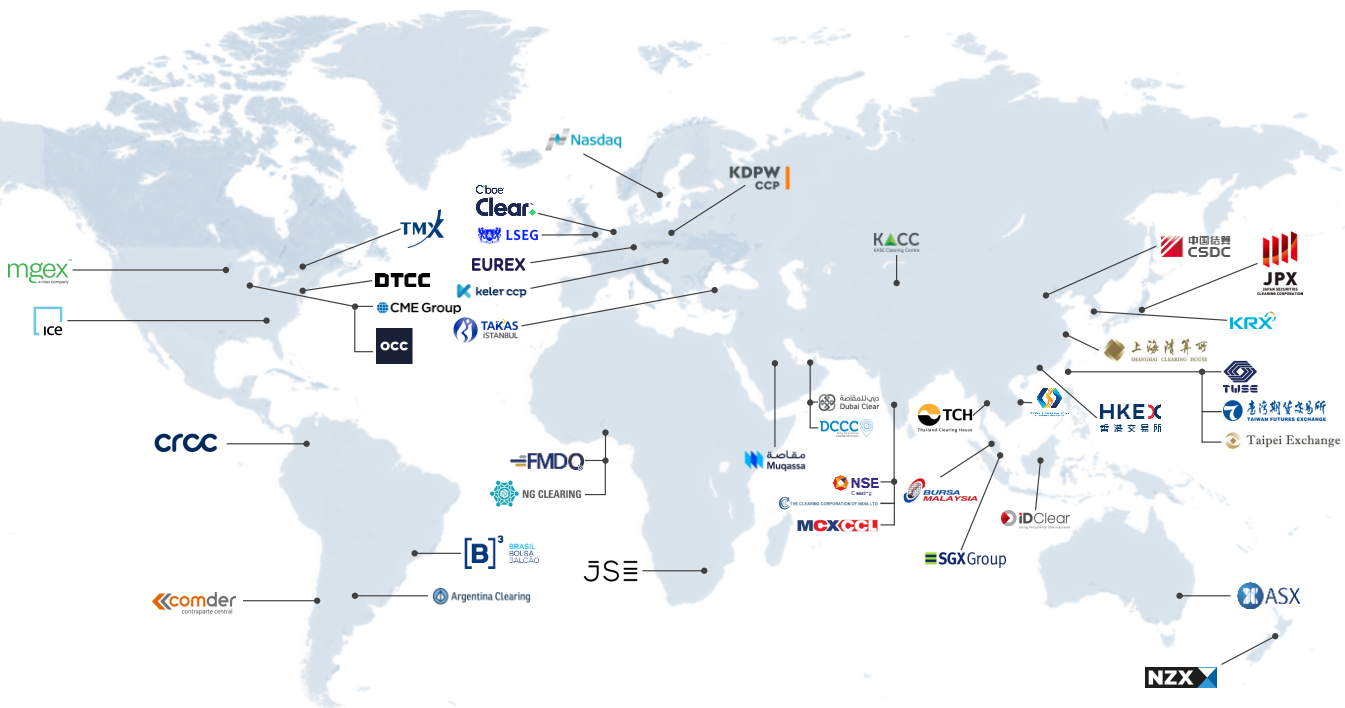 Nasdaq
KDPW
CCP
Cboe
Clear
LSEG
EUREX
keler ccp
TAKAS
iSTANBUL
TMX
mgex
DTCC
CME Group
ice
occ
KACC
KASE Clearing Centre
中国结算
CSDC
JPX
JAPAN SECURITIES
CLEARING CORPORATION
KRX
上海清算所
SHANGHAI CLEARING HOUSE
TWSE
臺灣期貨交易所
TAIWAN FUTURES EXCHANGE
Taipei Exchange
HKEX
香港交易所
TCH
Thailand Clearing House
دبي للمقاصة
Dubai Clear
DCCC
مقاصة
Muqassa
NSE
Clearing
THE CLEARING CORPORATION OF INDIA LTD
MCXCCL
BURSA
MALAYSIA
iDClear
SGXGroup
crcc
FMDQ
NG CLEARING
[B]³
BRASIL
BOLSA
BALCÃO
JSE
comder
contraparte central
Argentina Clearing
ASX
NZX